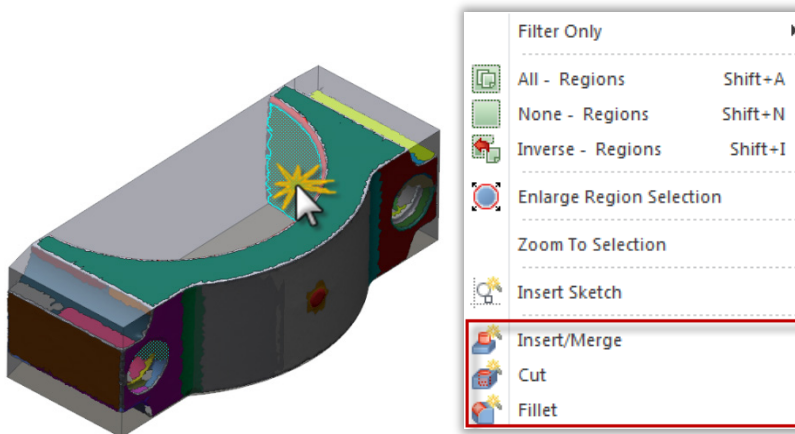 Filter Only
All - Regions Shift+A
None - Regions Shift+N
Inverse - Regions Shift+I
Enlarge Region Selection
Zoom To Selection
Insert Sketch
Insert/Merge
Cut
Fillet